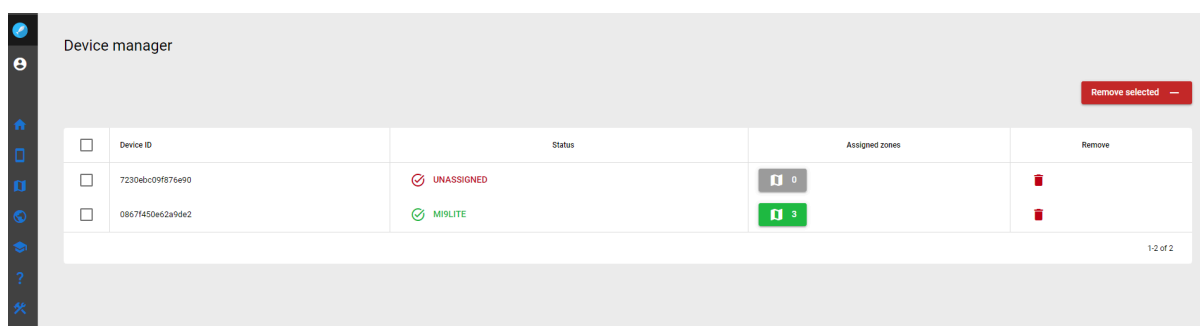 Device manager
Remove selected
Device ID Status Assigned zones Remove
7230ebc09f876e90 UNASSIGNED 0
0867f450e62a9de2 MI9LITE 3
1-2 of 2
?